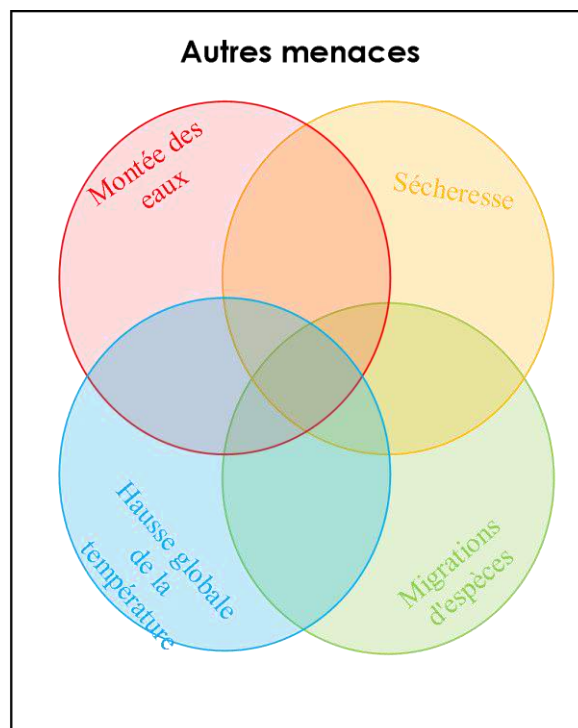 Autres menaces
Montée des
eaux
Sécheresse
Hausse globale
de la
température
Migrations
d'espèces